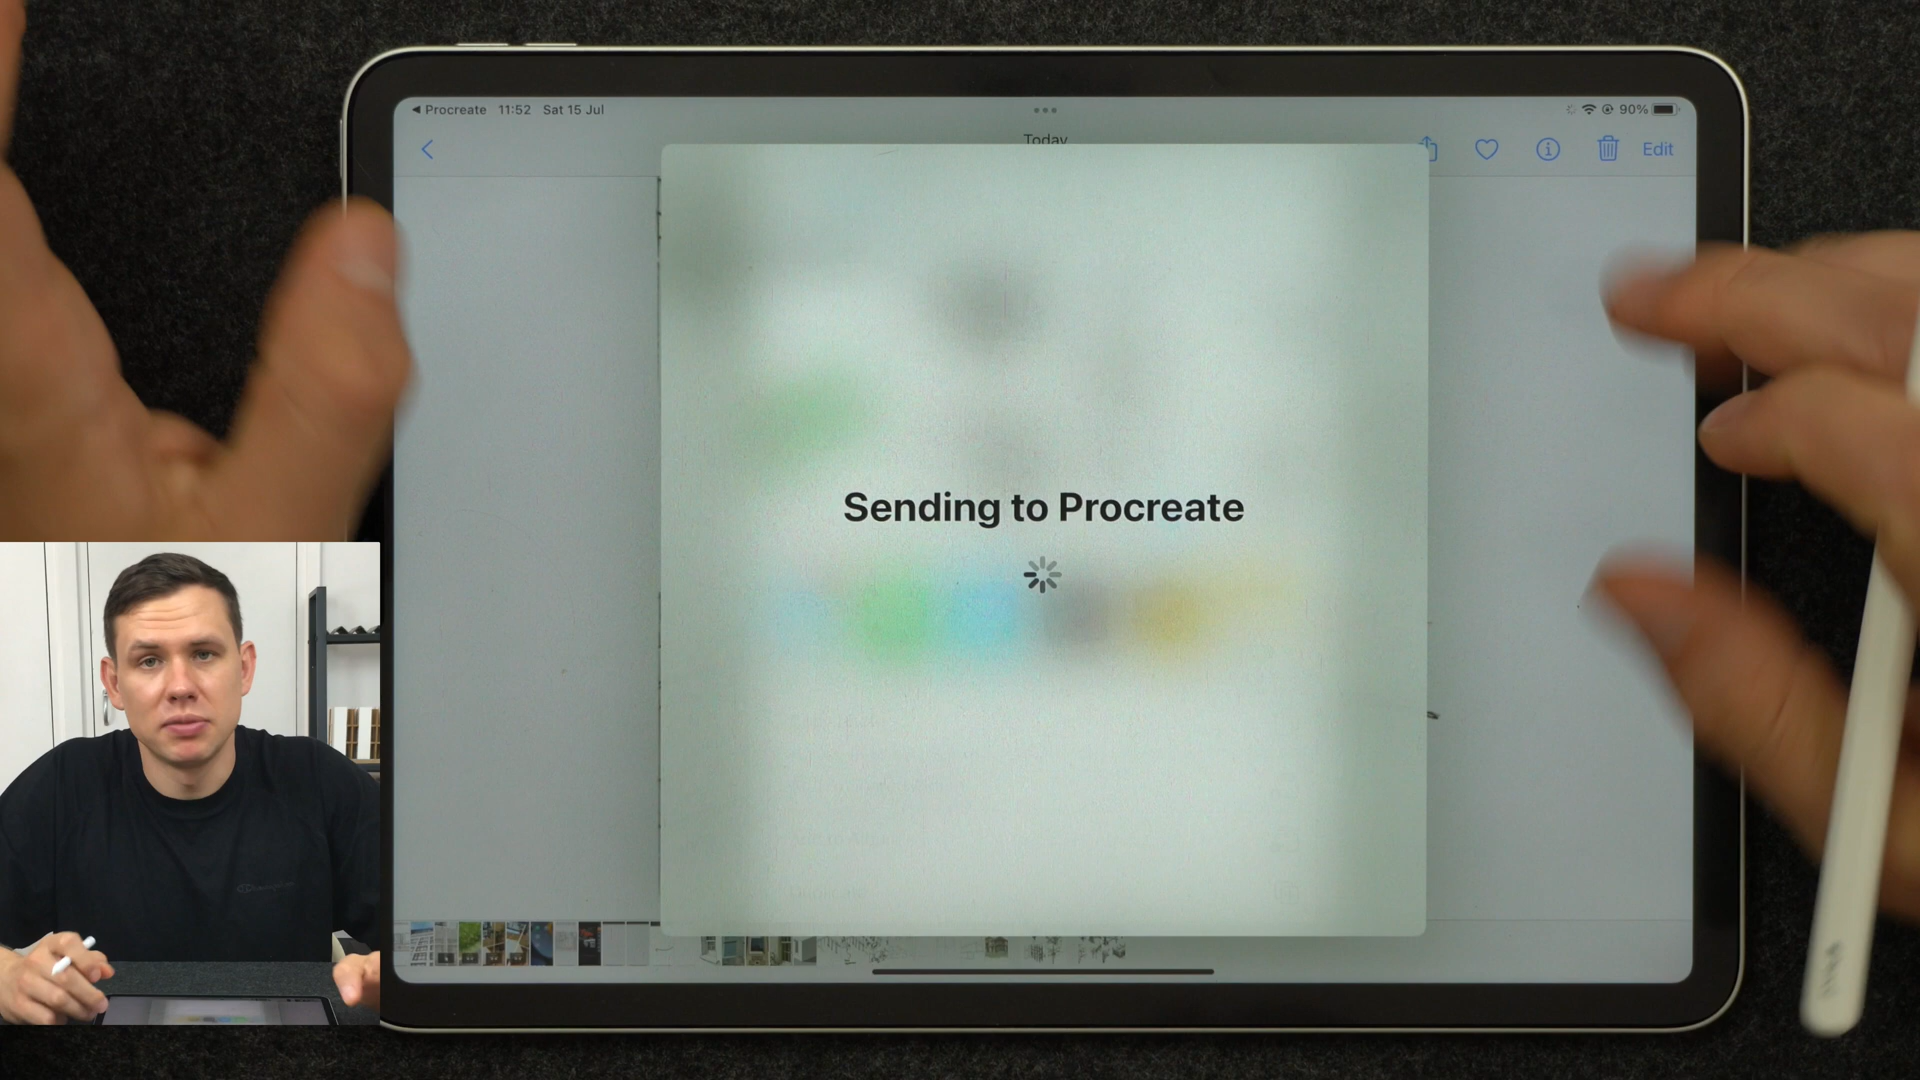 ◀ Procreate 11:52 Sat 15 Jul
90%
Today
Edit
Sending to Procreate